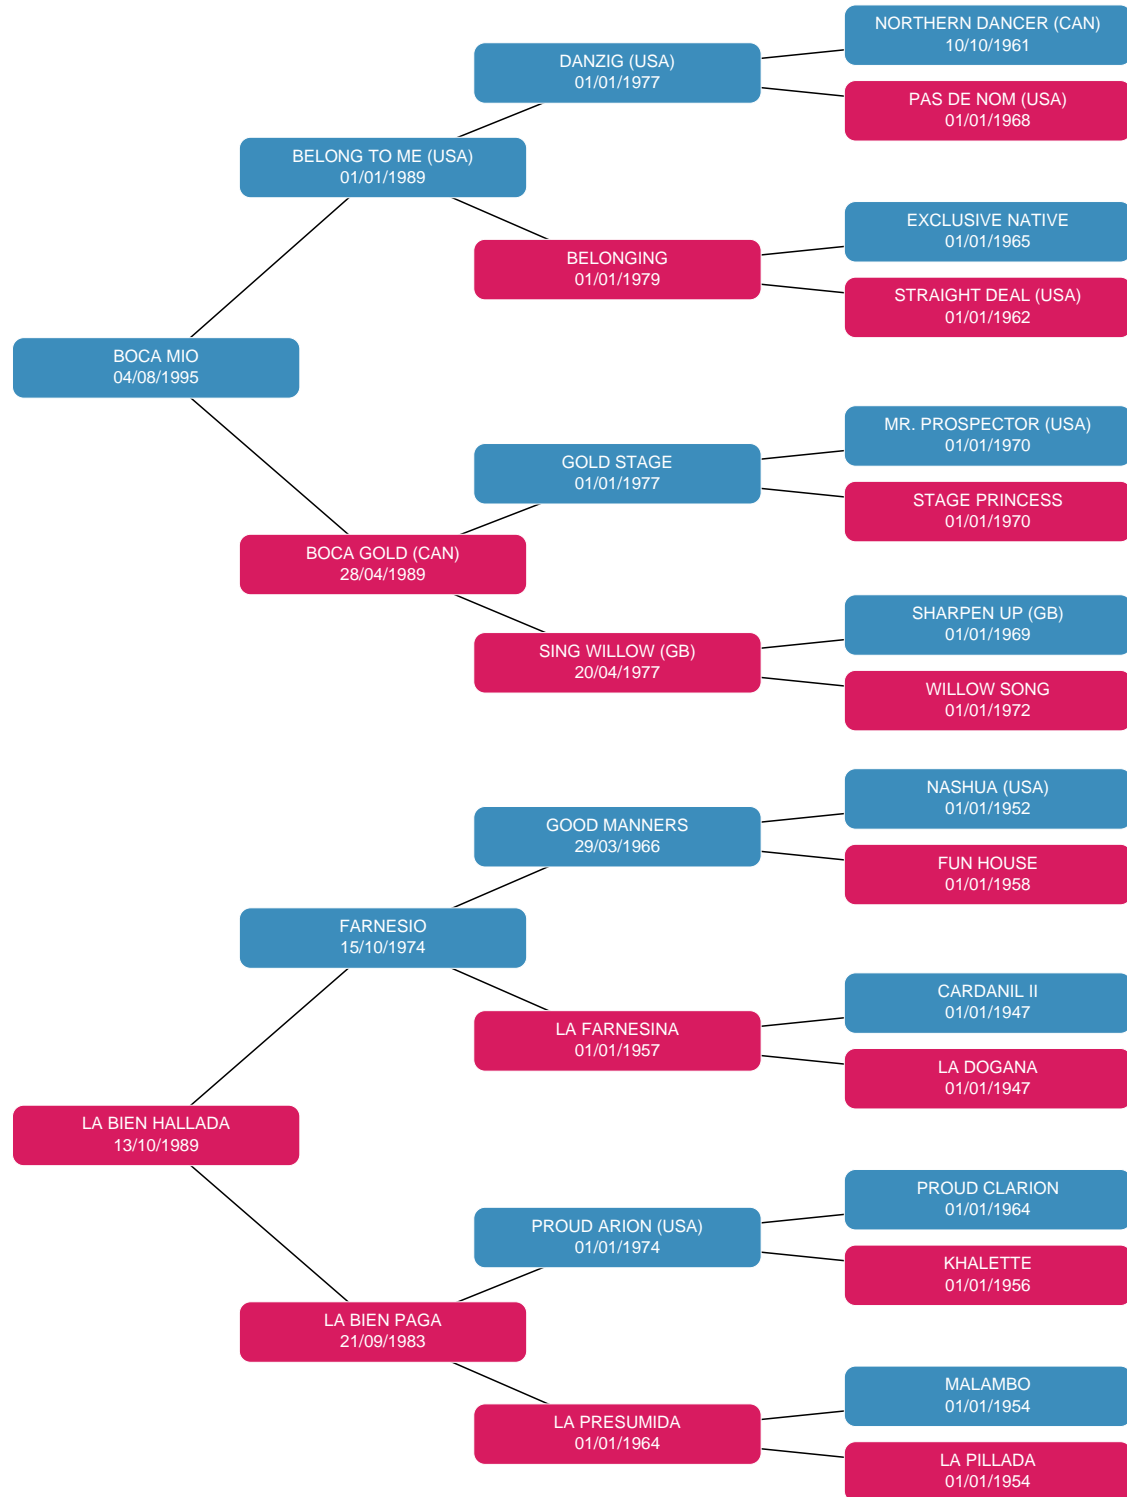 NORTHERN DANCER (CAN)
10/10/1961
DANZIG (USA)
01/01/1977
PAS DE NOM (USA)
01/01/1968
BELONG TO ME (USA)
01/01/1989
EXCLUSIVE NATIVE
01/01/1965
BELONGING
01/01/1979
STRAIGHT DEAL (USA)
01/01/1962
BOCA MIO
04/08/1995
MR. PROSPECTOR (USA)
01/01/1970
GOLD STAGE
01/01/1977
STAGE PRINCESS
01/01/1970
BOCA GOLD (CAN)
28/04/1989
SHARPEN UP (GB)
01/01/1969
SING WILLOW (GB)
20/04/1977
WILLOW SONG
01/01/1972
NASHUA (USA)
01/01/1952
GOOD MANNERS
29/03/1966
FUN HOUSE
01/01/1958
FARNESIO
15/10/1974
CARDANIL II
01/01/1947
LA FARNESINA
01/01/1957
LA DOGANA
01/01/1947
LA BIEN HALLADA
13/10/1989
PROUD CLARION
01/01/1964
PROUD ARION (USA)
01/01/1974
KHALETTE
01/01/1956
LA BIEN PAGA
21/09/1983
MALAMBO
01/01/1954
LA PRESUMIDA
01/01/1964
LA PILLADA
01/01/1954